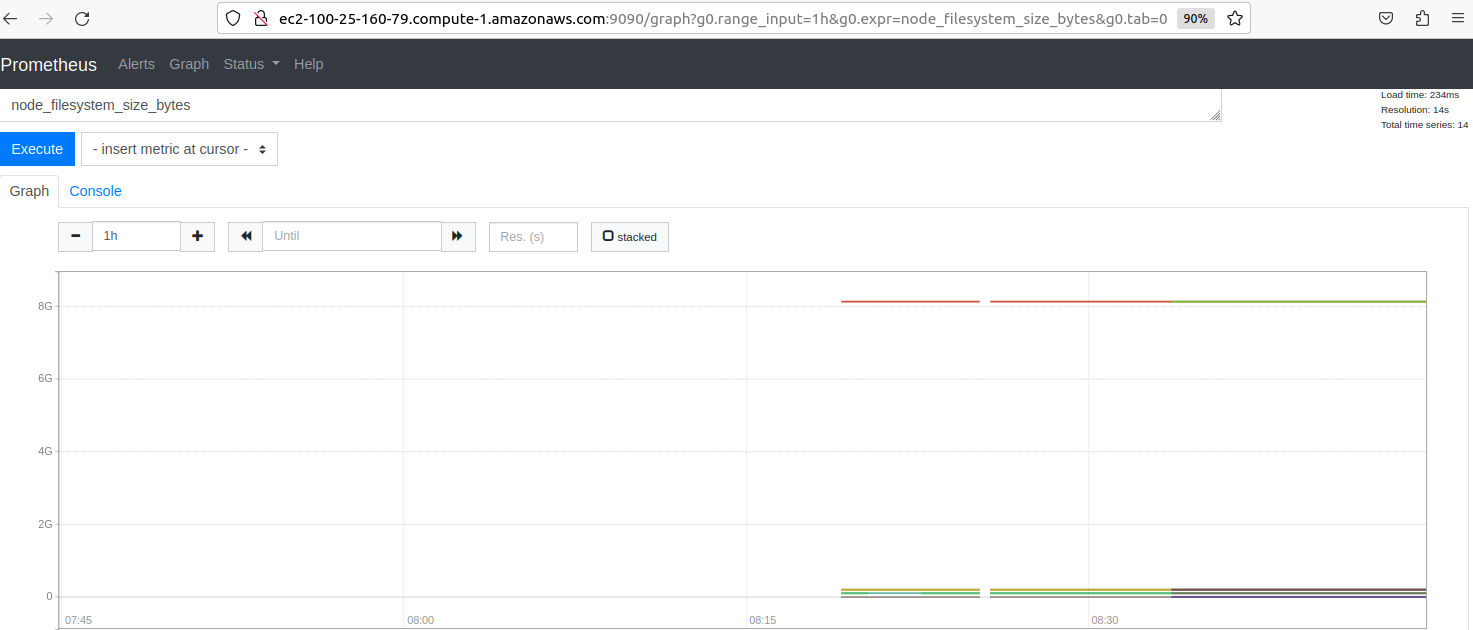 ec2-100-25-160-79.compute-1.amazonaws.com:9090/graph?g0.range_input=1h&g0.expr=node_filesystem_size_bytes&g0.tab=0 90%
Prometheus Alerts Graph Status Help
node_filesystem_size_bytes
Load time: 234ms
Resolution: 14s
Total time series: 14
Execute - insert metric at cursor -
Graph Console
1h Until Res. (s) stacked
8G
6G
4G
2G
0
07:45 08:00 08:15 08:30